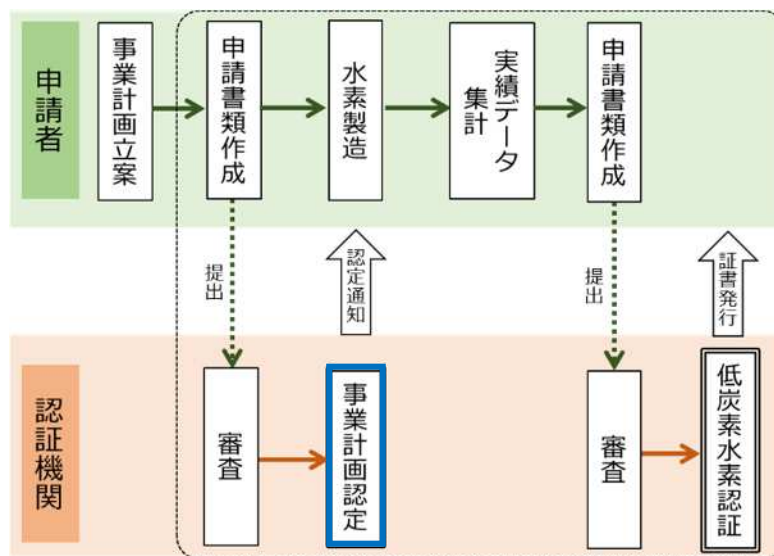 申請者
事業計画立案
申請書類作成
水素製造
実績データ
集計
申請書類作成
提出
認定通知
提出
証書発行
認証機関
審査
事業計画認定
審査
低炭素水素認証